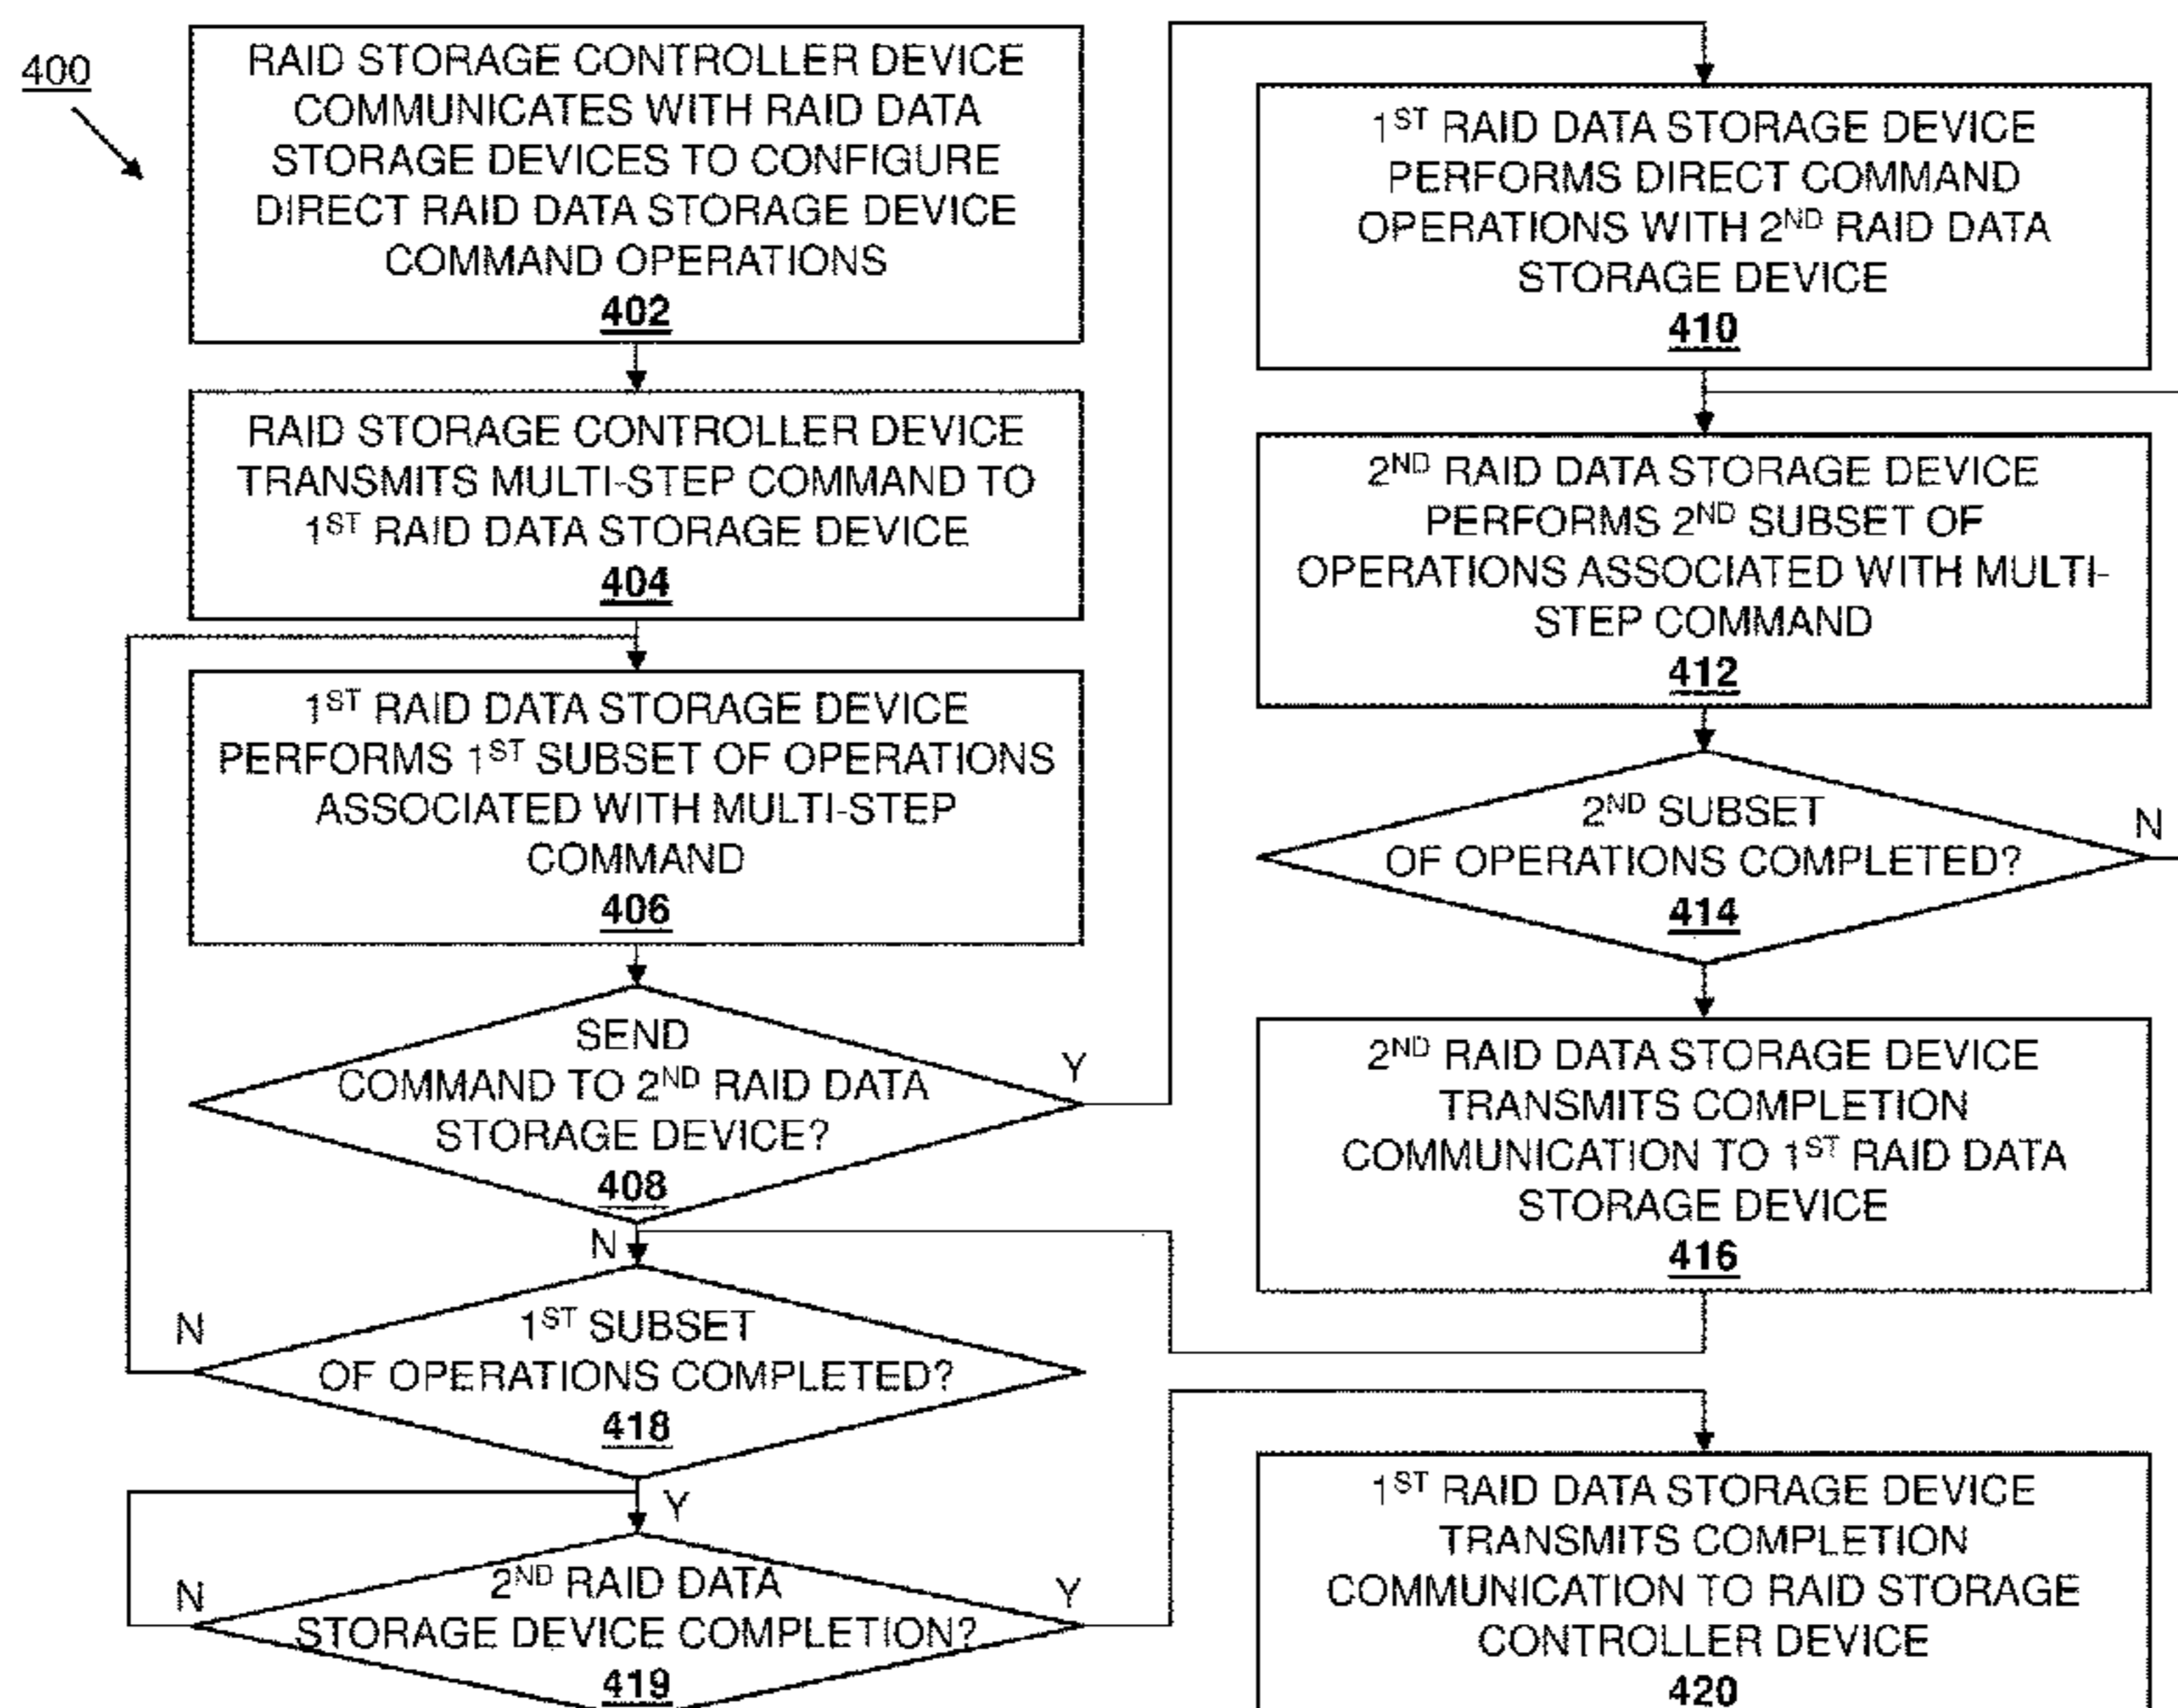 400
RAID STORAGE CONTROLLER DEVICE
COMMUNICATES WITH RAID DATA
STORAGE DEVICES TO CONFIGURE
DIRECT RAID DATA STORAGE DEVICE
COMMAND OPERATIONS
402
RAID STORAGE CONTROLLER DEVICE
TRANSMITS MULTI-STEP COMMAND TO
1ST RAID DATA STORAGE DEVICE
404
1ST RAID DATA STORAGE DEVICE
PERFORMS 1ST SUBSET OF OPERATIONS
ASSOCIATED WITH MULTI-STEP
COMMAND
406
SEND
COMMAND TO 2ND RAID DATA
STORAGE DEVICE?
408
Y
N
1ST SUBSET
OF OPERATIONS COMPLETED?
418
N
Y
2ND RAID DATA
STORAGE DEVICE COMPLETION?
419
N
Y
1ST RAID DATA STORAGE DEVICE
PERFORMS DIRECT COMMAND
OPERATIONS WITH 2ND RAID DATA
STORAGE DEVICE
410
2ND RAID DATA STORAGE DEVICE
PERFORMS 2ND SUBSET OF
OPERATIONS ASSOCIATED WITH MULTI-
STEP COMMAND
412
2ND SUBSET
OF OPERATIONS COMPLETED?
414
N
2ND RAID DATA STORAGE DEVICE
TRANSMITS COMPLETION
COMMUNICATION TO 1ST RAID DATA
STORAGE DEVICE
416
1ST RAID DATA STORAGE DEVICE
TRANSMITS COMPLETION
COMMUNICATION TO RAID STORAGE
CONTROLLER DEVICE
420